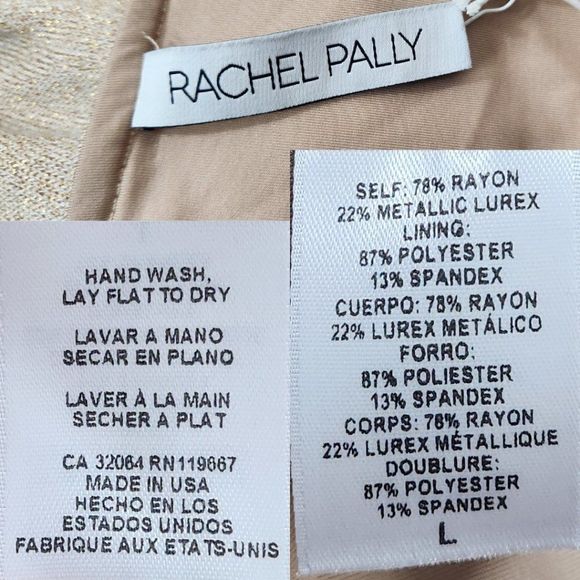 RACHEL PALLY
HAND WASH,
LAY FLAT TO DRY
LAVAR A MANO
SECAR EN PLANO
LAVER À LA MAIN
SECHER A PLAT
CA 32064 RN119667
MADE IN USA
HECHO EN LOS
ESTADOS UNIDOS
FABRIQUE AUX ETATS-UNIS
SELF: 78% RAYON
22% METALLIC LUREX
LINING:
87% POLYESTER
13% SPANDEX
CUERPO: 78% RAYON
22% LUREX METÁLICO
FORRO:
87% POLIESTER
13% SPANDEX
CORPS: 78% RAYON
22% LUREX MÉTALLIQUE
DOUBLURE:
87% POLYESTER
13% SPANDEX
L